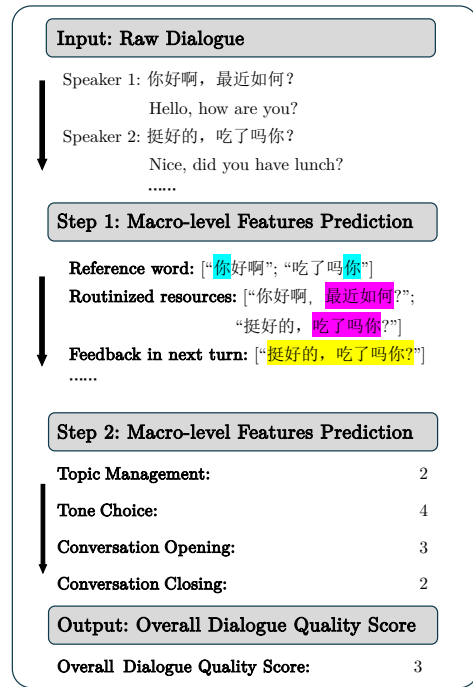 Input: Raw Dialogue
Speaker 1: 你好啊，最近如何？
Hello, how are you?
Speaker 2: 挺好的，吃了吗你？
Nice, did you have lunch?
......
Step 1: Macro-level Features Prediction
Reference word: [“你好啊”; “吃了吗你”]
Routinized resources: [“你好啊，最近如何?”;
“挺好的，吃了吗你?”]
Feedback in next turn: [“挺好的，吃了吗你?”]
......
Step 2: Macro-level Features Prediction
Topic Management: 2
Tone Choice: 4
Conversation Opening: 3
Conversation Closing: 2
Output: Overall Dialogue Quality Score
Overall Dialogue Quality Score: 3